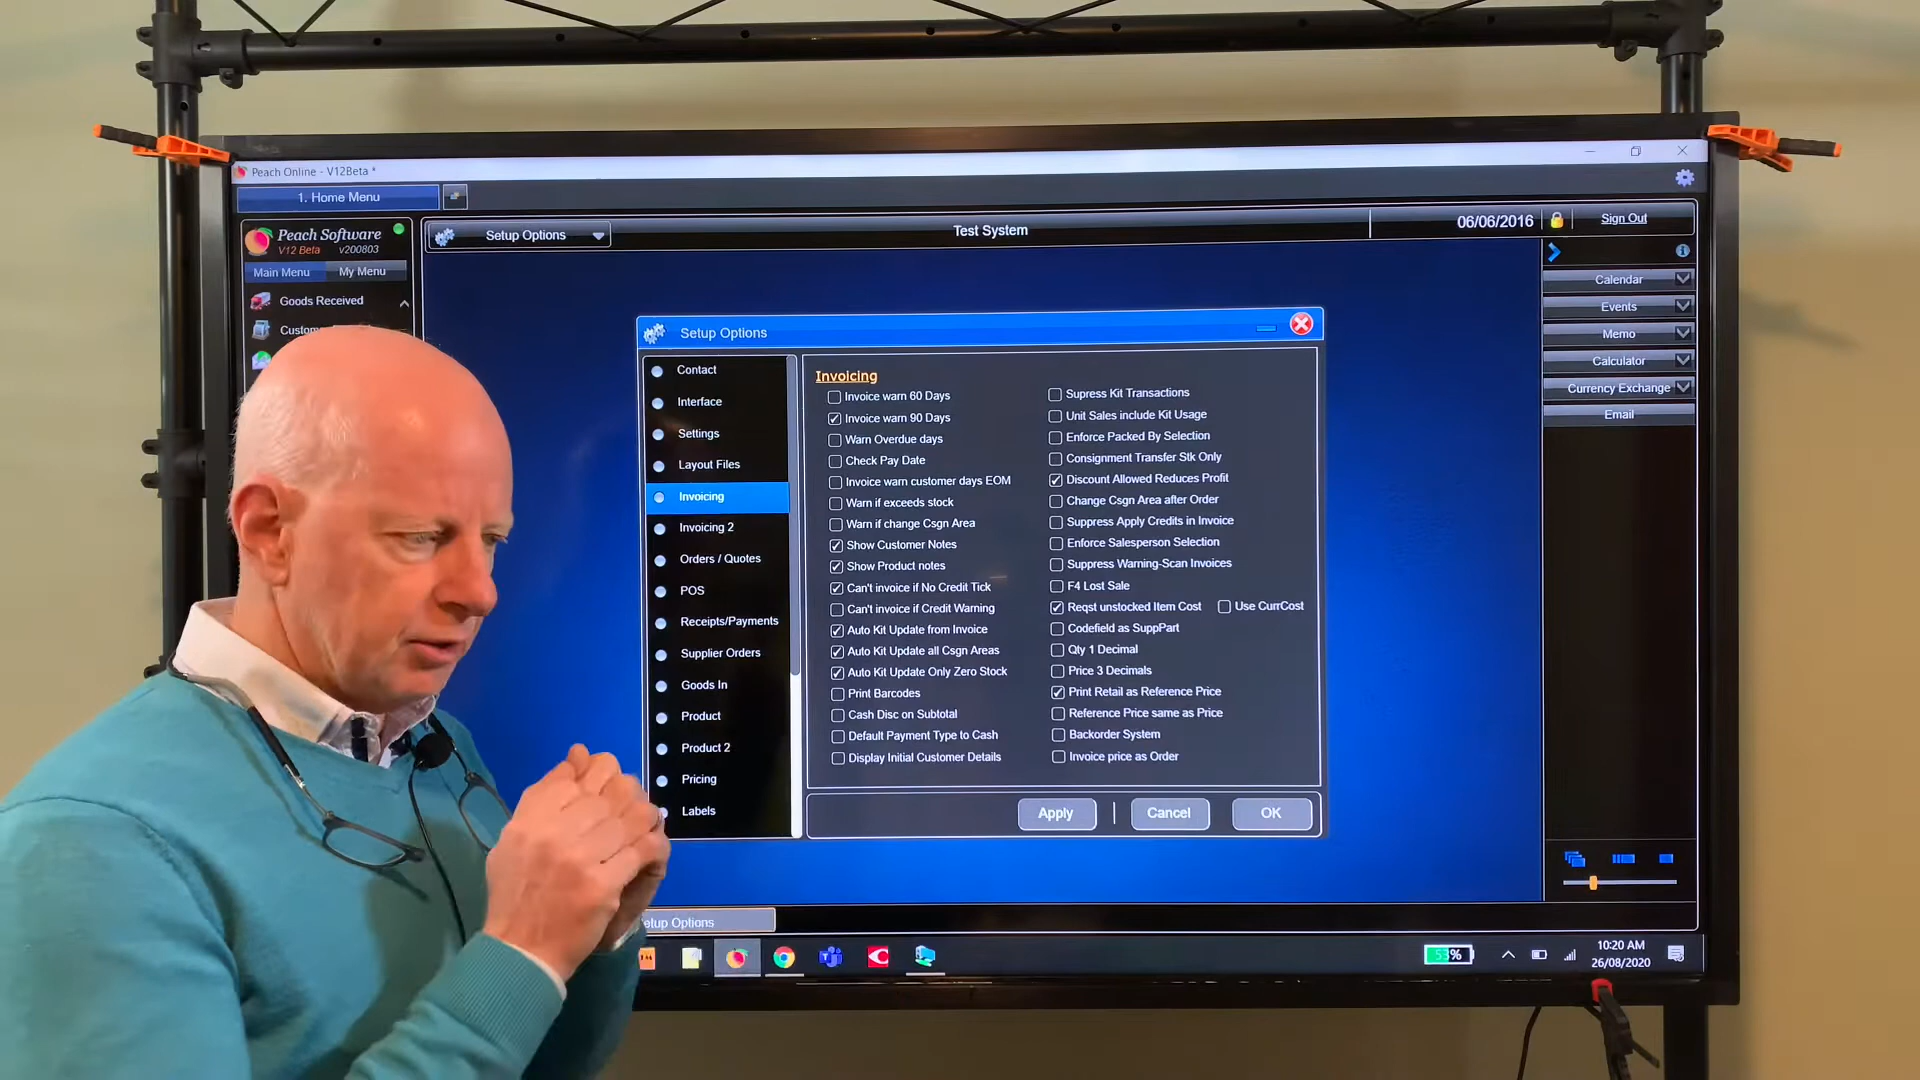 Peach Online - V12Beta *
1. Home Menu
Peach Software
V12 Beta v200803
Setup Options
Test System
06/06/2016
Sign Out
Main Menu
My Menu
Goods Received
Calendar
Events
Memo
Calculator
Currency Exchange
Email
Setup Options
Contact
Interface
Settings
Layout Files
Invoicing
Invoicing 2
Orders / Quotes
POS
Receipts/Payments
Supplier Orders
Goods In
Product
Product 2
Pricing
Labels
Invoicing
Invoice warn 60 Days
Invoice warn 90 Days
Warn Overdue days
Check Pay Date
Invoice warn customer days EOM
Warn if exceeds stock
Warn if change Csgn Area
Show Customer Notes
Show Product notes
Can't invoice if No Credit Tick
Can't invoice if Credit Warning
Auto Kit Update from Invoice
Auto Kit Update all Csgn Areas
Auto Kit Update Only Zero Stock
Print Barcodes
Cash Disc on Subtotal
Default Payment Type to Cash
Display Initial Customer Details
Supress Kit Transactions
Unit Sales include Kit Usage
Enforce Packed By Selection
Consignment Transfer Stk Only
Discount Allowed Reduces Profit
Change Csgn Area after Order
Suppress Apply Credits in Invoice
Enforce Salesperson Selection
Suppress Warning-Scan Invoices
F4 Lost Sale
Reqst unstocked Item Cost Use CurrCost
Codefield as SuppPart
Qty 1 Decimal
Price 3 Decimals
Print Retail as Reference Price
Reference Price same as Price
Backorder System
Invoice price as Order
Apply
Cancel
OK
etup Options
53%
10:20 AM
26/08/2020